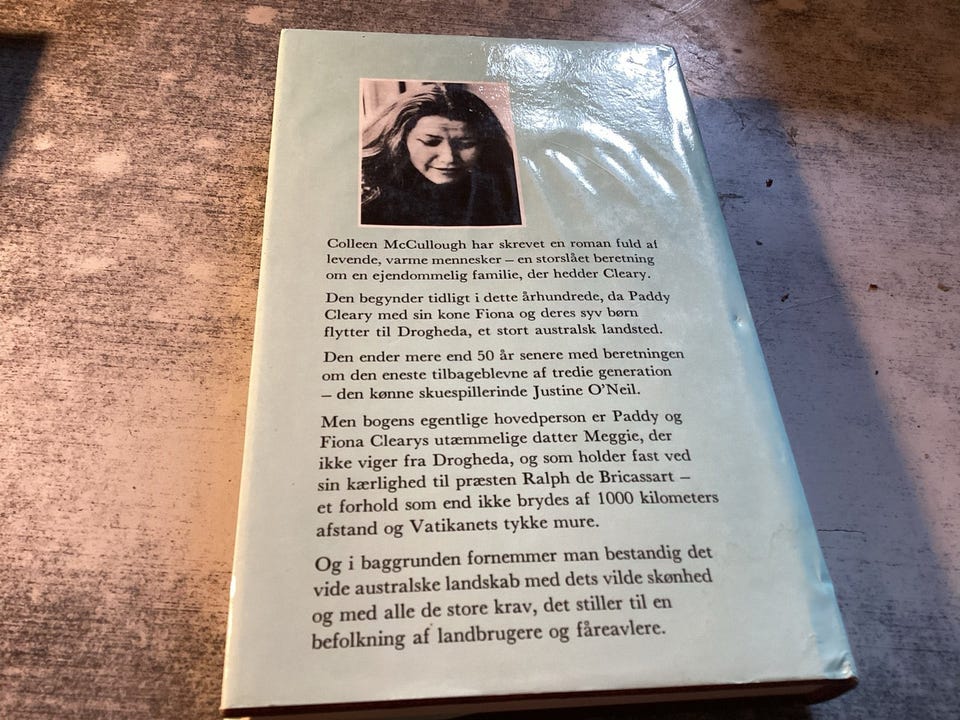 Colleen McCullough har skrevet en roman fuld af
levende, varme mennesker – en storslået beretning
om en ejendommelig familie, der hedder Cleary.
Den begynder tidligt i dette århundrede, da Paddy
Cleary med sin kone Fiona og deres syv børn
flytter til Drogheda, et stort australsk landsted.
Den ender mere end 50 år senere med beretningen
om den eneste tilbageblevne af tredie generation
– den kønne skuespillerinde Justine O'Neil.
Men bogens egentlige hovedperson er Paddy og
Fiona Clearys utæmmelige datter Meggie, der
ikke viger fra Drogheda, og som holder fast ved
sin kærlighed til præsten Ralph de Bricassart –
et forhold som end ikke brydes af 1000 kilometers
afstand og Vatikanets tykke mure.
Og i baggrunden fornemmer man bestandig det
vide australske landskab med dets vilde skønhed
og med alle de store krav, det stiller til en
befolkning af landbrugere og fåreavlere.